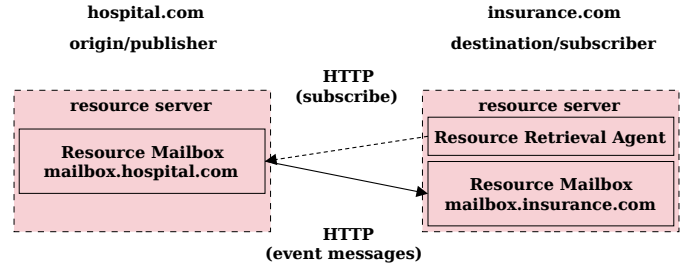 hospital.com
origin/publisher
insurance.com
destination/subscriber
HTTP
(subscribe)
resource server
Resource Mailbox
mailbox.hospital.com
resource server
Resource Retrieval Agent
Resource Mailbox
mailbox.insurance.com
HTTP
(event messages)